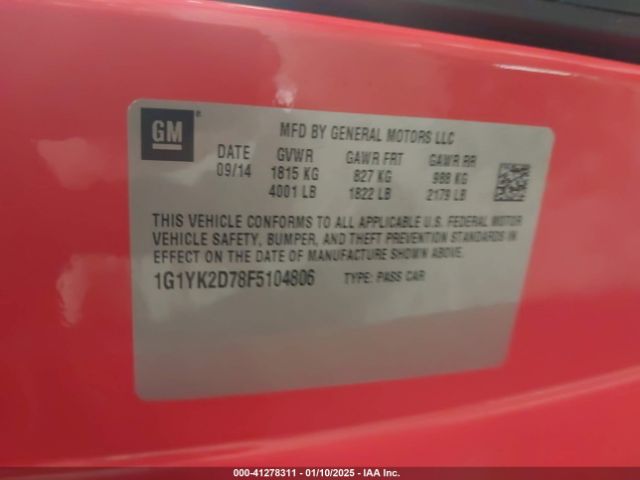 GM®
MFD BY GENERAL MOTORS LLC
DATE GVWR GAWR FRT GAWR RR
09/14 1815 KG 827 KG 988 KG
4001 LB 1822 LB 2179 LB
THIS VEHICLE CONFORMS TO ALL APPLICABLE U.S. FEDERAL MOTOR
VEHICLE SAFETY, BUMPER, AND THEFT PREVENTION STANDARDS IN
EFFECT ON THE DATE OF MANUFACTURE SHOWN ABOVE.
1G1YK2D78F5104806 TYPE: PASS CAR
000-41278311 — 01/10/2025 — IAA Inc.